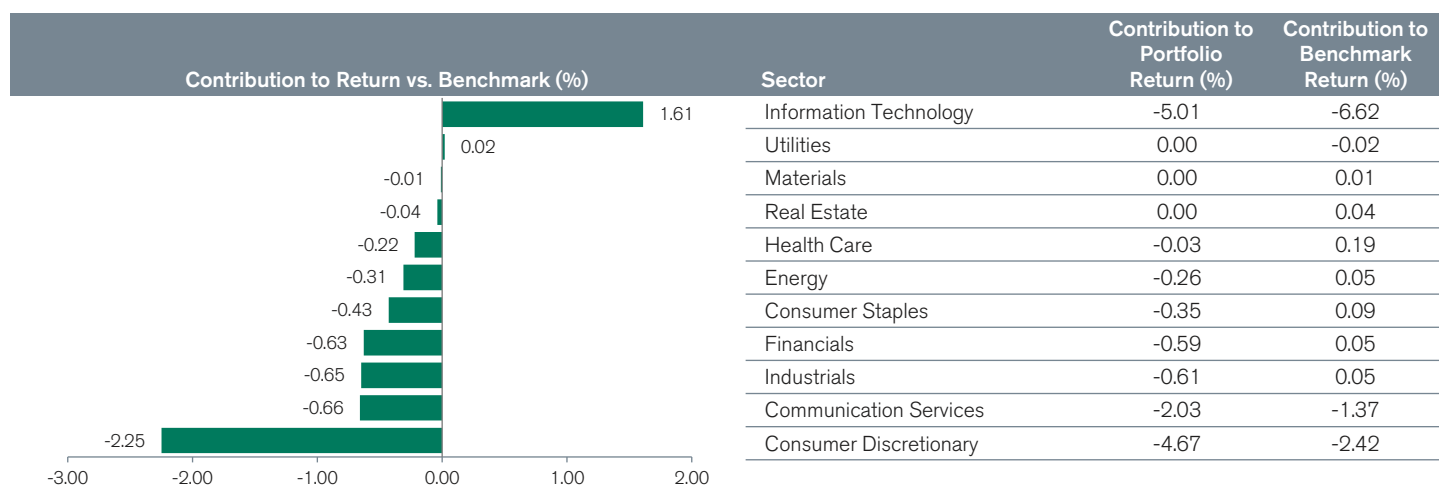 Contribution to Return vs. Benchmark (%)
Sector
Contribution to
Portfolio
Return (%)
Contribution to
Benchmark
Return (%)
1.61
Information Technology -5.01 -6.62
0.02
Utilities 0.00 -0.02
-0.01
Materials 0.00 0.01
-0.04
Real Estate 0.00 0.04
-0.22
Health Care -0.03 0.19
-0.31
Energy -0.26 0.05
-0.43
Consumer Staples -0.35 0.09
-0.63
Financials -0.59 0.05
-0.65
Industrials -0.61 0.05
-0.66
Communication Services -2.03 -1.37
-2.25
Consumer Discretionary -4.67 -2.42
-3.00 -2.00 -1.00 0.00 1.00 2.00